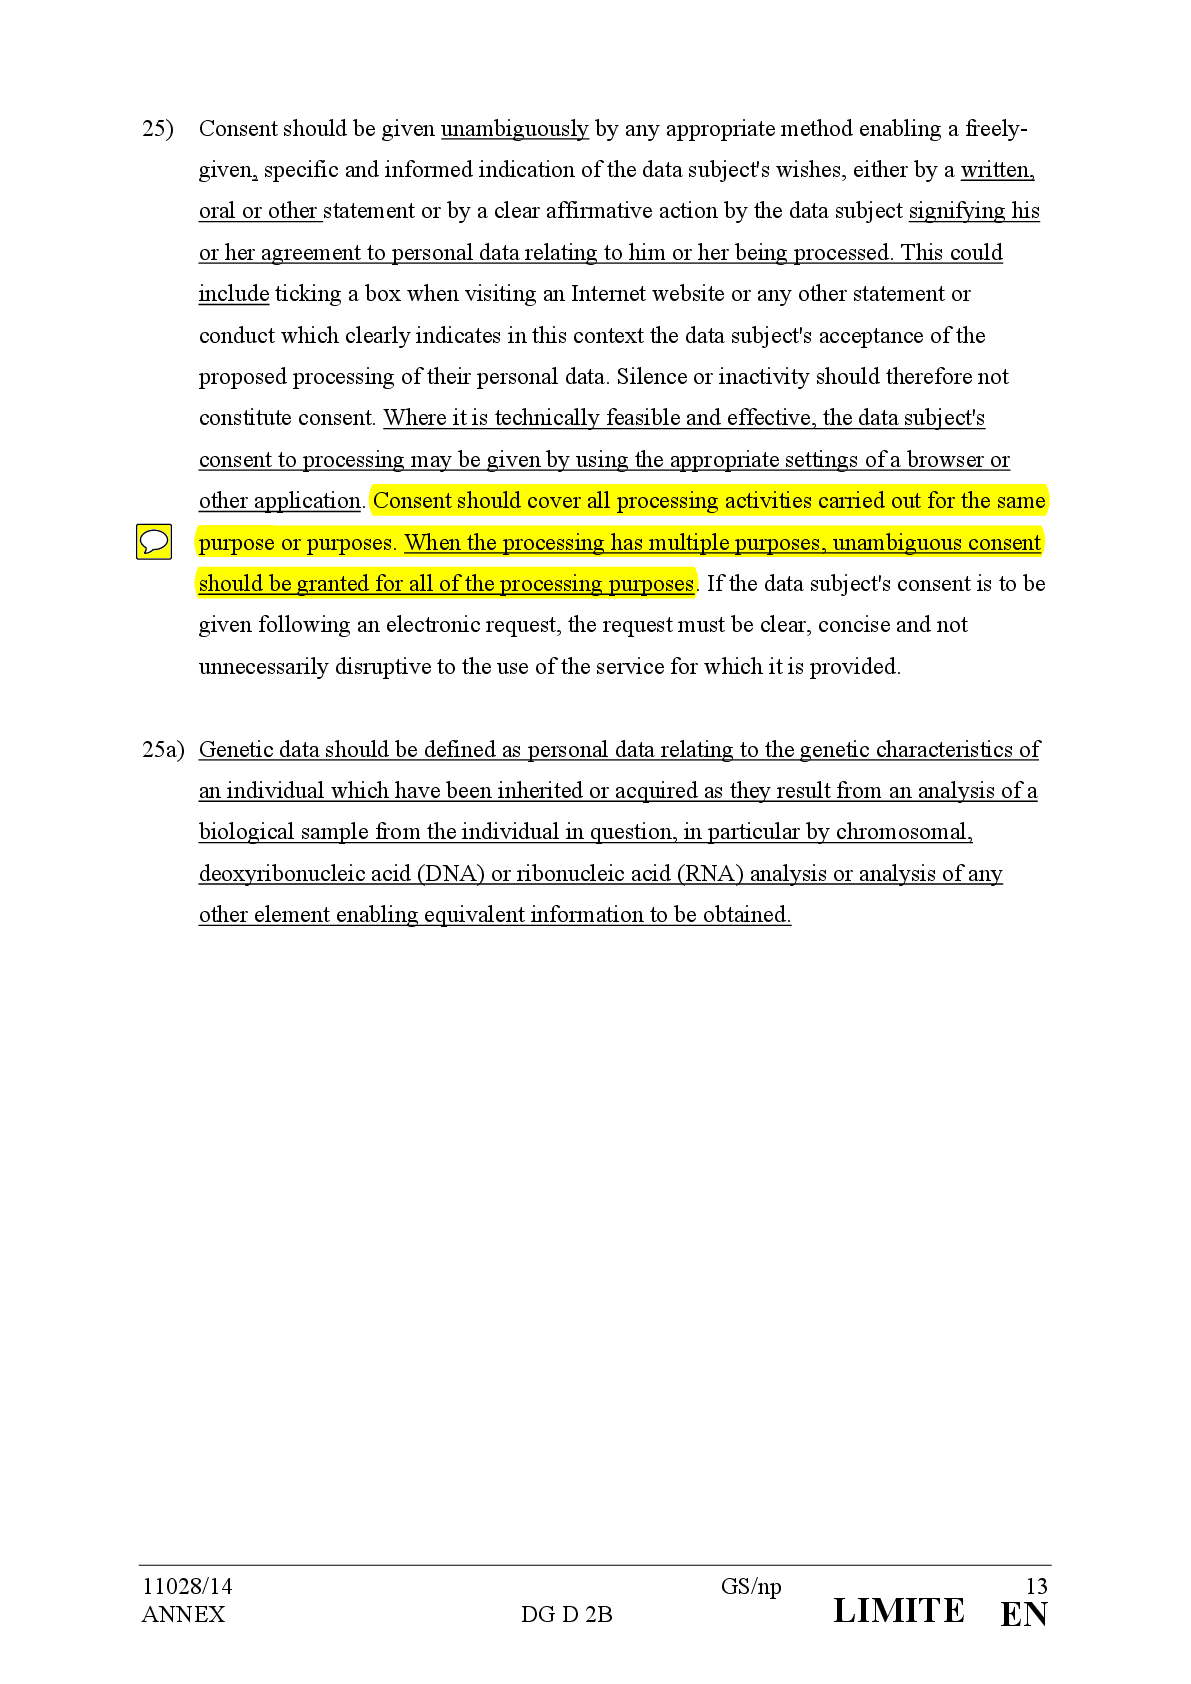 25) Consent should be given unambiguously by any appropriate method enabling a freely-
given, specific and informed indication of the data subject's wishes, either by a written,
oral or other statement or by a clear affirmative action by the data subject signifying his
or her agreement to personal data relating to him or her being processed. This could
include ticking a box when visiting an Internet website or any other statement or
conduct which clearly indicates in this context the data subject's acceptance of the
proposed processing of their personal data. Silence or inactivity should therefore not
constitute consent. Where it is technically feasible and effective, the data subject's
consent to processing may be given by using the appropriate settings of a browser or
other application. Consent should cover all processing activities carried out for the same
purpose or purposes. When the processing has multiple purposes, unambiguous consent
should be granted for all of the processing purposes. If the data subject's consent is to be
given following an electronic request, the request must be clear, concise and not
unnecessarily disruptive to the use of the service for which it is provided.
25a) Genetic data should be defined as personal data relating to the genetic characteristics of
an individual which have been inherited or acquired as they result from an analysis of a
biological sample from the individual in question, in particular by chromosomal,
deoxyribonucleic acid (DNA) or ribonucleic acid (RNA) analysis or analysis of any
other element enabling equivalent information to be obtained.
11028/14 GS/np 13
ANNEX DG D 2B LIMITE EN